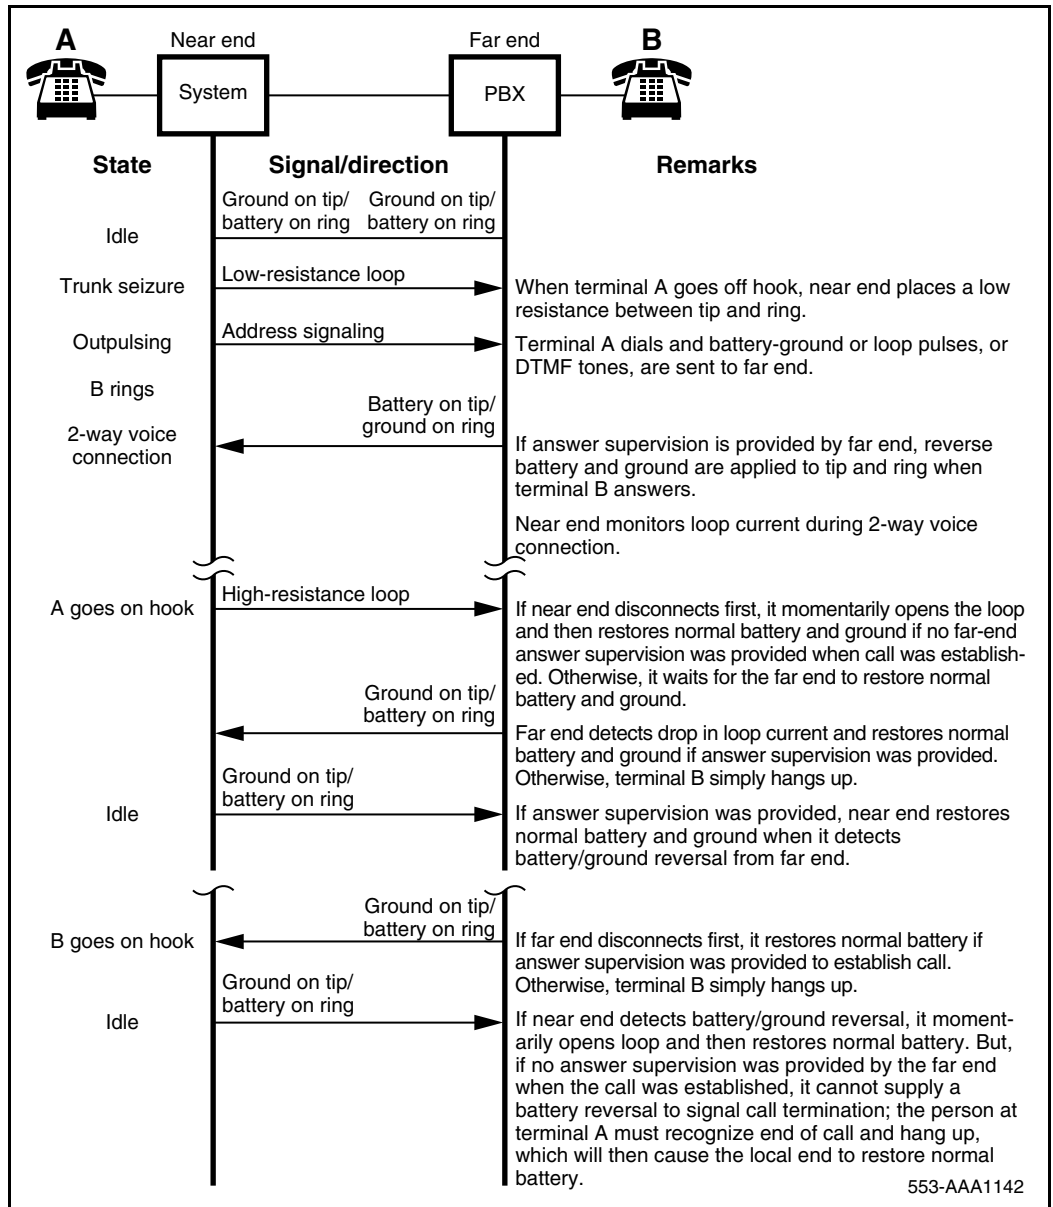 A
Near end
Far end
B
System
PBX
State
Signal/direction
Remarks
Ground on tip/
battery on ring
Ground on tip/
battery on ring
Idle
Trunk seizure
Low-resistance loop
When terminal A goes off hook, near end places a low
resistance between tip and ring.
Outpulsing
Address signaling
Terminal A dials and battery-ground or loop pulses, or
DTMF tones, are sent to far end.
B rings
Battery on tip/
ground on ring
2-way voice
connection
If answer supervision is provided by far end, reverse
battery and ground are applied to tip and ring when
terminal B answers.
Near end monitors loop current during 2-way voice
connection.
A goes on hook
High-resistance loop
If near end disconnects first, it momentarily opens the loop
and then restores normal battery and ground if no far-end
answer supervision was provided when call was establish-
ed. Otherwise, it waits for the far end to restore normal
battery and ground.
Ground on tip/
battery on ring
Far end detects drop in loop current and restores normal
battery and ground if answer supervision was provided.
Otherwise, terminal B simply hangs up.
Ground on tip/
battery on ring
Idle
If answer supervision was provided, near end restores
normal battery and ground when it detects
battery/ground reversal from far end.
Ground on tip/
battery on ring
B goes on hook
If far end disconnects first, it restores normal battery if
answer supervision was provided to establish call.
Otherwise, terminal B simply hangs up.
Ground on tip/
battery on ring
Idle
If near end detects battery/ground reversal, it moment-
arily opens loop and then restores normal battery. But,
if no answer supervision was provided by the far end
when the call was established, it cannot supply a
battery reversal to signal call termination; the person at
terminal A must recognize end of call and hang up,
which will then cause the local end to restore normal
battery.
553-AAA1142